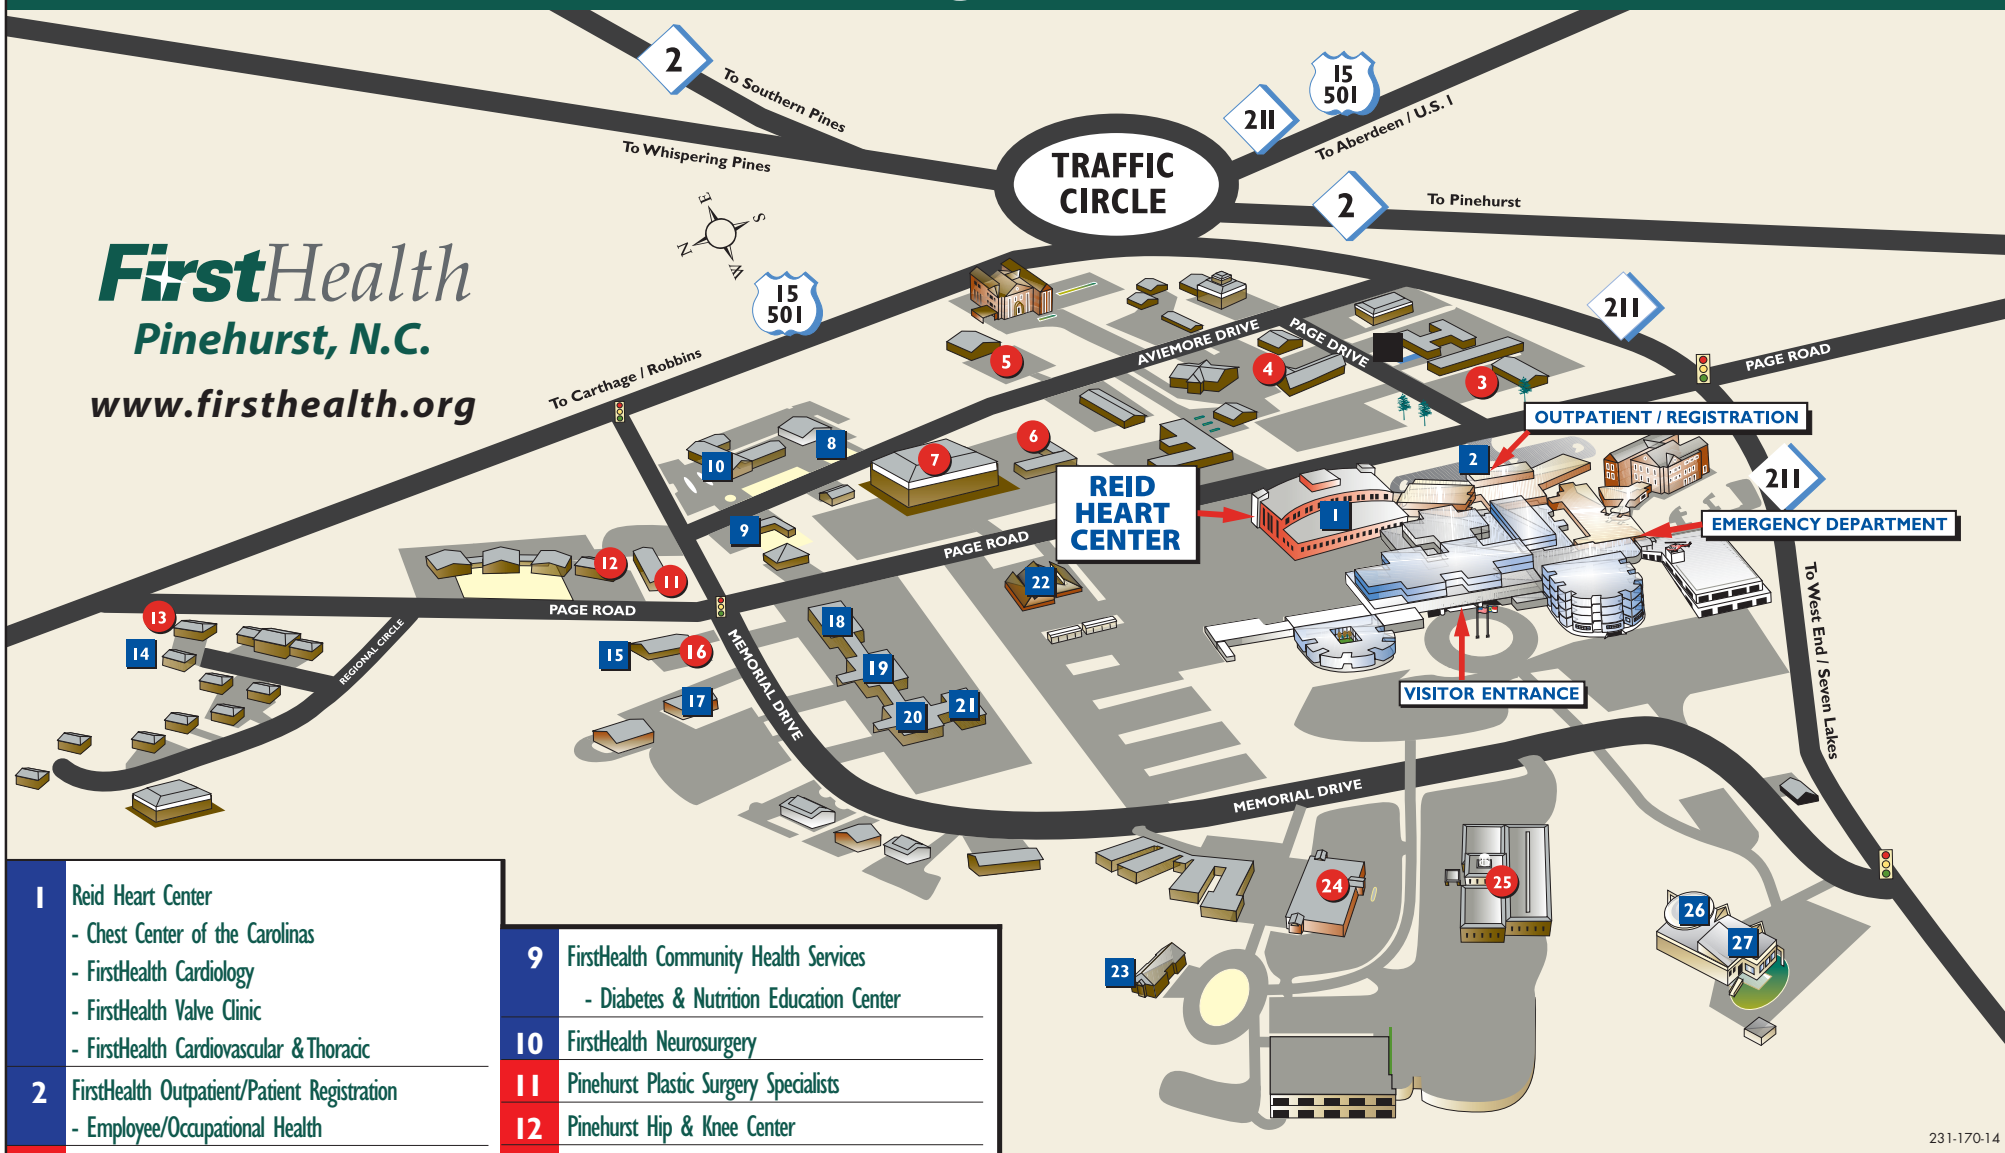 2
To Southern Pines
To Whispering Pines
TRAFFIC
CIRCLE
211
15
501
To Aberdeen / U.S. 1
2
To Pinehurst
E
S
N
W
FirstHealth
Pinehurst, N.C.
www.firsthealth.org
15
501
To Carthage / Robbins
211
PAGE ROAD
AVIEMORE DRIVE
PAGE DRIVE
5
4
3
OUTPATIENT / REGISTRATION
8
10
7
6
2
211
REID
HEART
CENTER
1
EMERGENCY DEPARTMENT
9
PAGE ROAD
12
11
22
To West End / Seven Lakes
PAGE ROAD
13
14
REGIONAL CIRCLE
15
16
18
MEMORIAL DRIVE
19
17
20
21
VISITOR ENTRANCE
MEMORIAL DRIVE
24
25
26
27
23
1 Reid Heart Center
- Chest Center of the Carolinas
- FirstHealth Cardiology
- FirstHealth Valve Clinic
- FirstHealth Cardiovascular & Thoracic
2 FirstHealth Outpatient/Patient Registration
- Employee/Occupational Health
9 FirstHealth Community Health Services
- Diabetes & Nutrition Education Center
10 FirstHealth Neurosurgery
11 Pinehurst Plastic Surgery Specialists
12 Pinehurst Hip & Knee Center
231-170-14